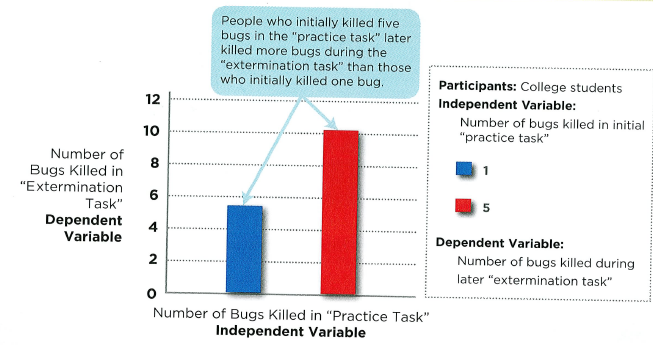 People who initially killed five
bugs in the “practice task” later
killed more bugs during the
“extermination task” than those
who initially killed one bug.
12
10
8
6
4
2
0
Number of
Bugs Killed in
“Extermination
Task”
Dependent
Variable
Number of Bugs Killed in “Practice Task”
Independent Variable
Participants: College students
Independent Variable:
Number of bugs killed in initial
“practice task”
1
5
Dependent Variable:
Number of bugs killed during
later “extermination task”